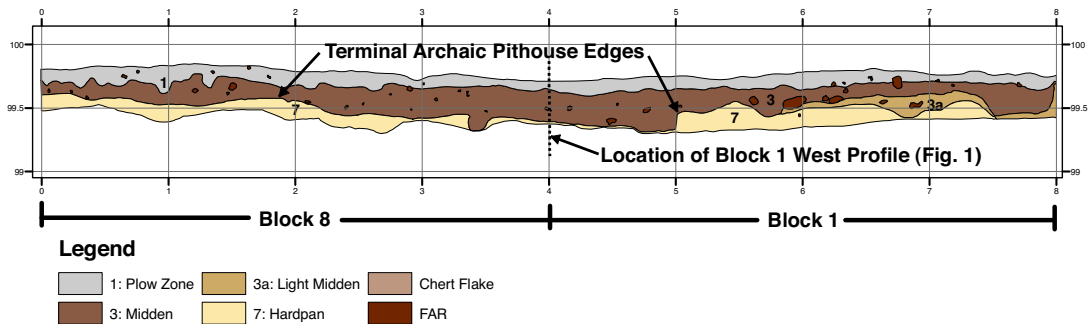 0 1 2 3 4 5 6 7 8
100 Terminal Archaic Pithouse Edges 100
1 3 3a
99.5 7 7 99.5
Location of Block 1 West Profile (Fig. 1)
99 99
0 1 2 3 4 5 6 7 8
Block 8 Block 1
Legend
1: Plow Zone 3a: Light Midden Chert Flake
3: Midden 7: Hardpan FAR